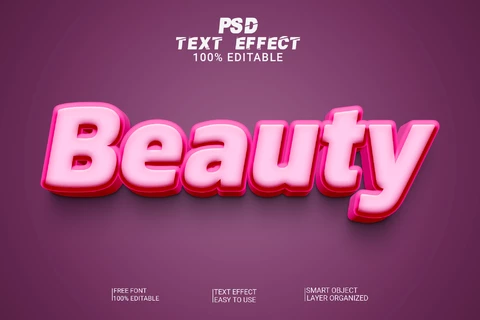 PSD
TEXT EFFECT
100% EDITABLE
Beauty
FREE FONT
100% EDITABLE
TEXT EFFECT
EASY TO USE
SMART OBJECT
LAYER ORGANIZED